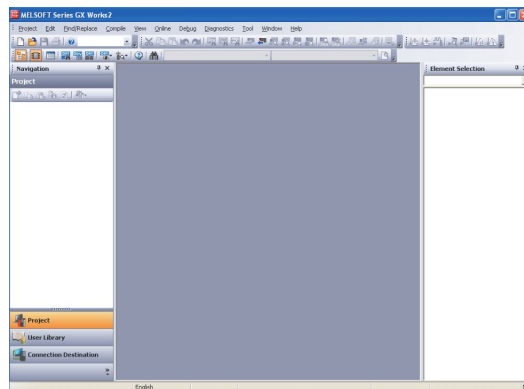 MELSOFT Series GX Works2
Project Edit Find/Replace Compile View Online Debug Diagnostics Tool Window Help
Navigation
Element Selection
Project
Project
User Library
Connection Destination
English